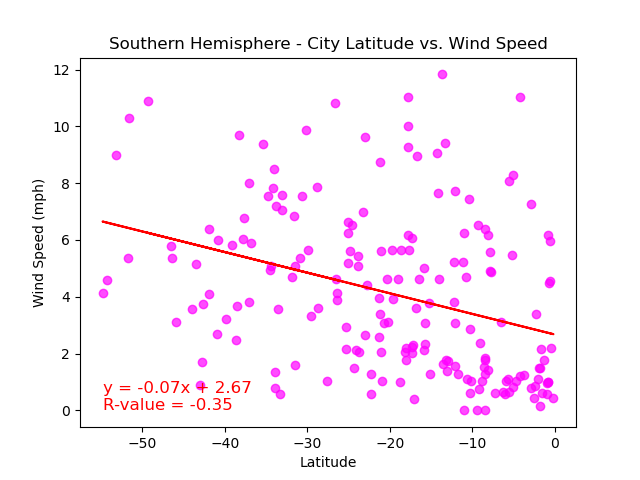 Southern Hemisphere - City Latitude vs. Wind Speed
12
10
8
6
4
2
0
Wind Speed (mph)
y = -0.07x + 2.67
R-value = -0.35
−50
−40
−30
−20
−10
0
Latitude